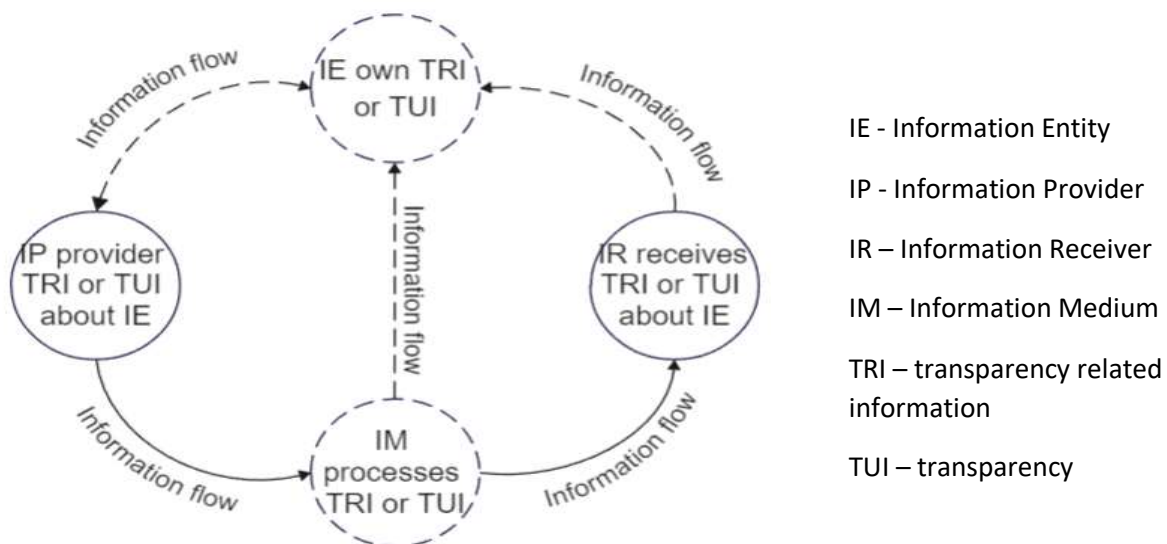 Information flow
IE own TRI
or TUI
Information flow
IP provider
TRI or TUI
about IE
Information flow
IR receives
TRI or TUI
about IE
Information flow
IM
processes
TRI or TUI
Information flow
IE - Information Entity
IP - Information Provider
IR – Information Receiver
IM – Information Medium
TRI – transparency related
information
TUI – transparency